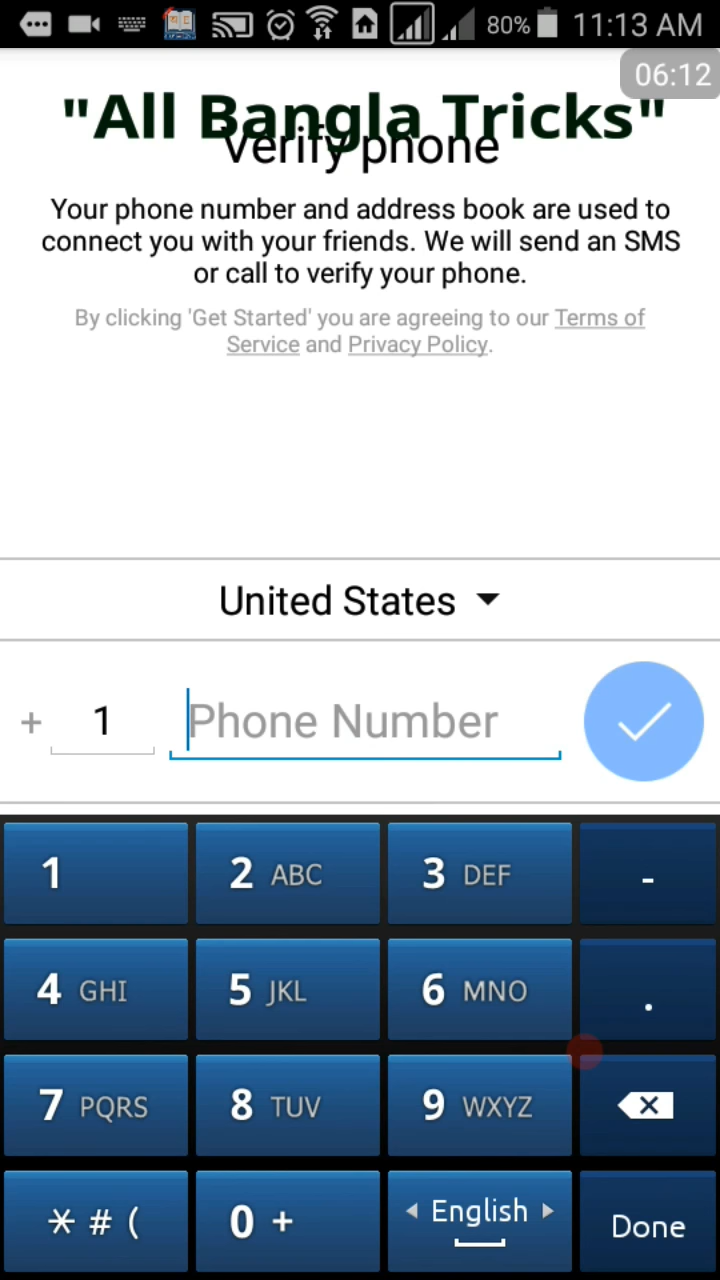 80% 11:13 AM
06:12
"All Bangla Tricks"
Verify phone
Your phone number and address book are used to
connect you with your friends. We will send an SMS
or call to verify your phone.
By clicking 'Get Started' you are agreeing to our Terms of
Service and Privacy Policy.
United States
+ 1 Phone Number
1 2 ABC 3 DEF -
4 GHI 5 JKL 6 MNO .
7 PQRS 8 TUV 9 WXYZ
* # ( 0 + English Done